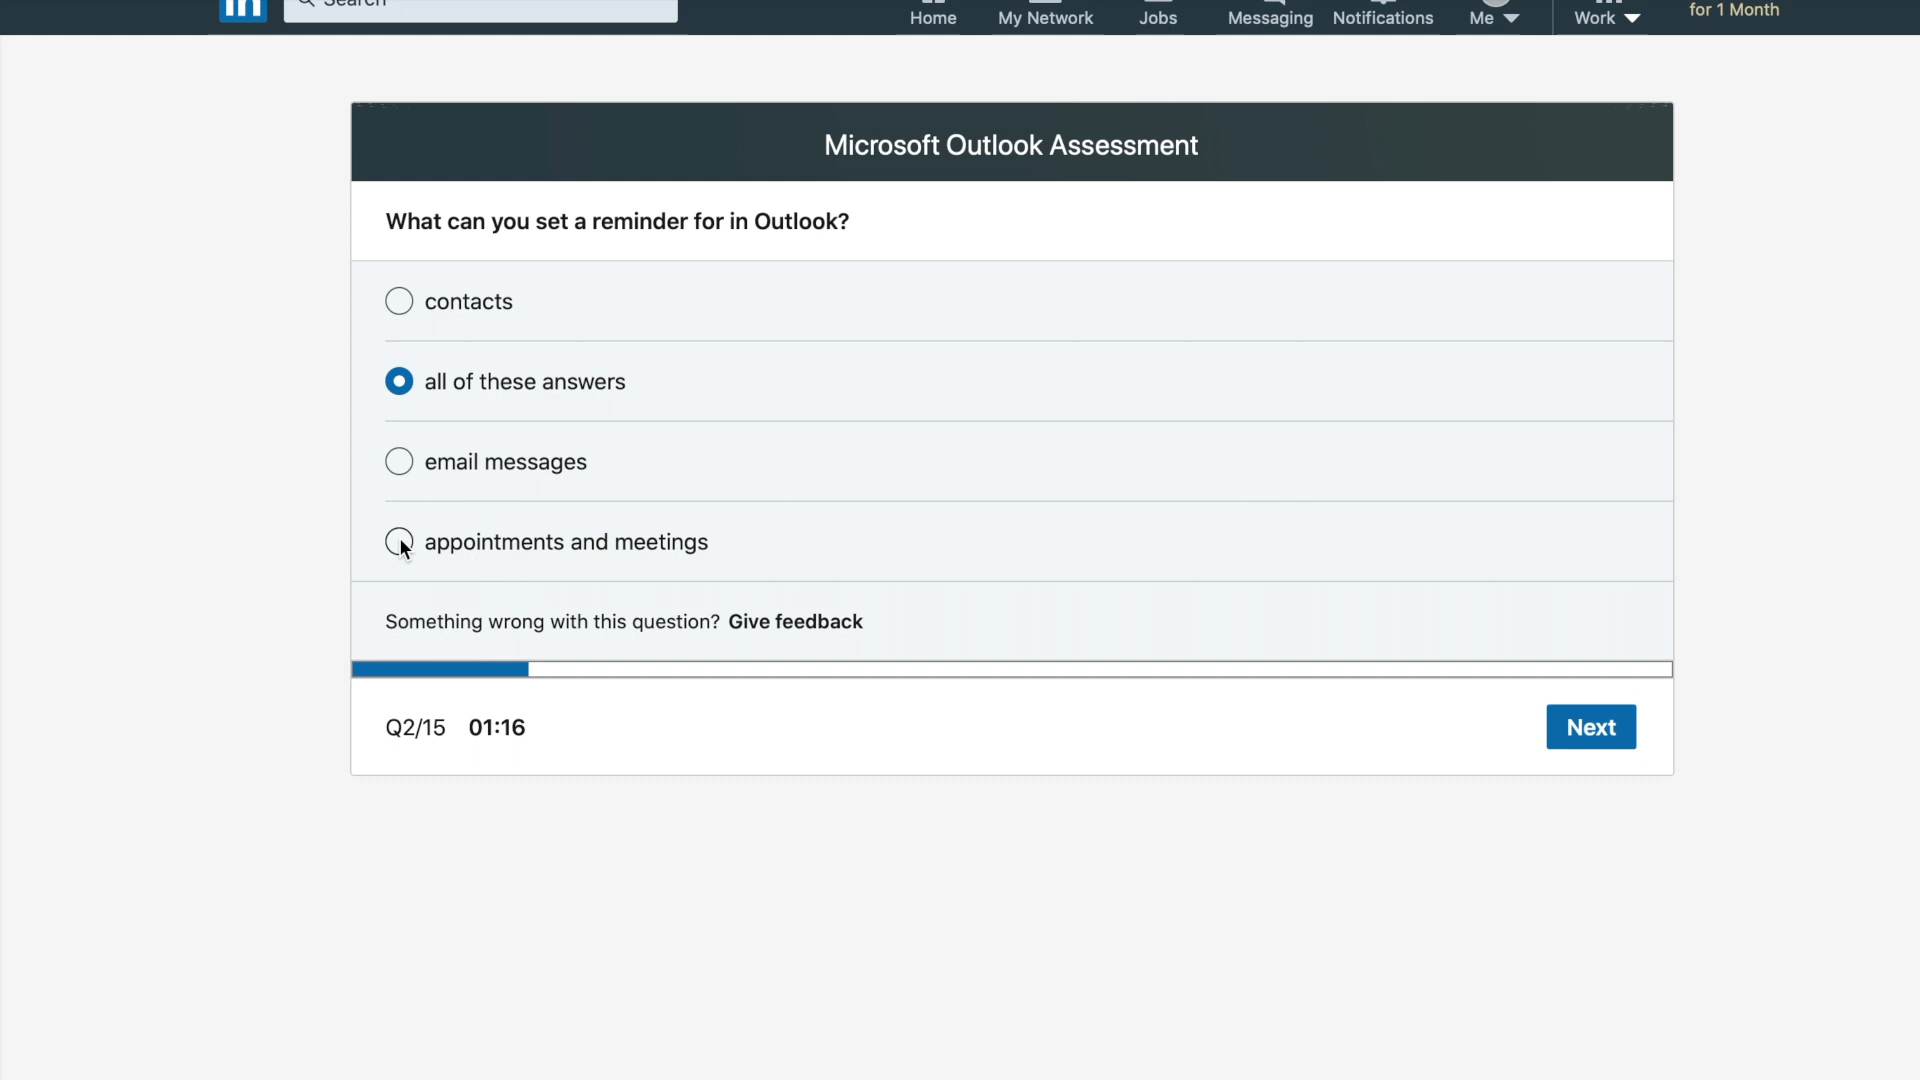 in Search Home My Network Jobs Messaging Notifications Me Work for 1 Month
Microsoft Outlook Assessment
What can you set a reminder for in Outlook?
contacts
all of these answers
email messages
appointments and meetings
Something wrong with this question? Give feedback
Q2/15 01:16 Next